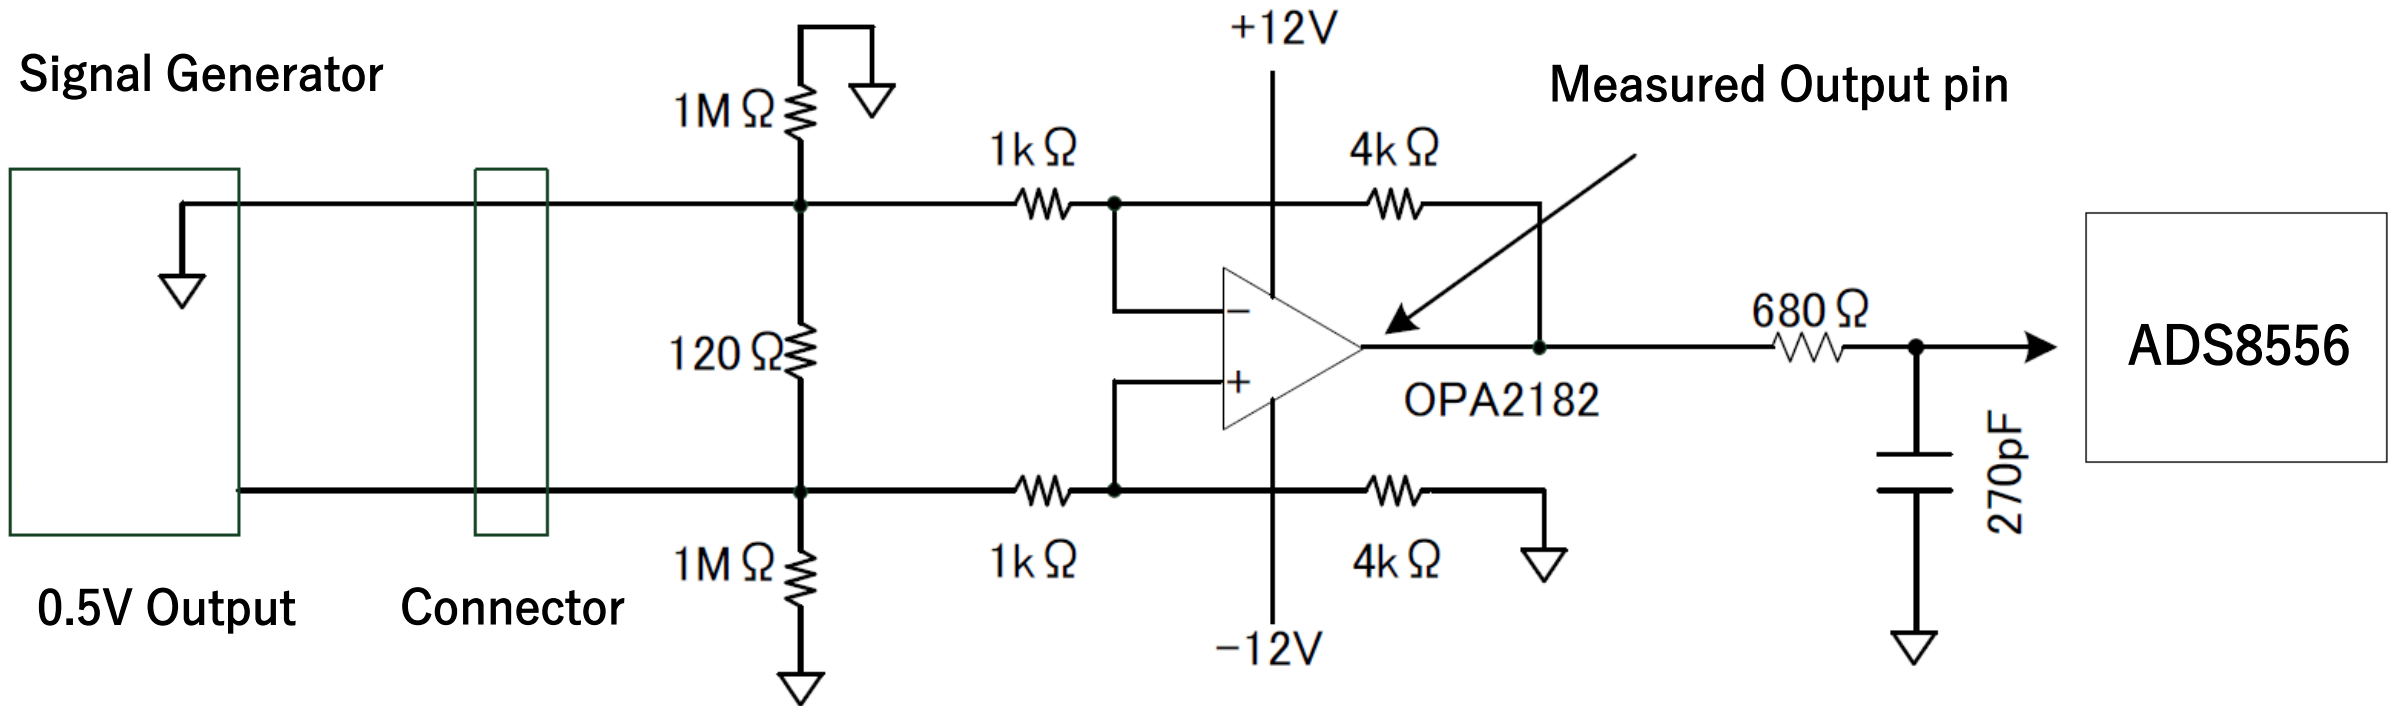 +12V
Signal Generator
Measured Output pin
1MΩ
1kΩ
4kΩ
680Ω
120Ω
−
ADS8556
+
OPA2182
270pF
1MΩ
1kΩ
4kΩ
0.5V Output
Connector
−12V